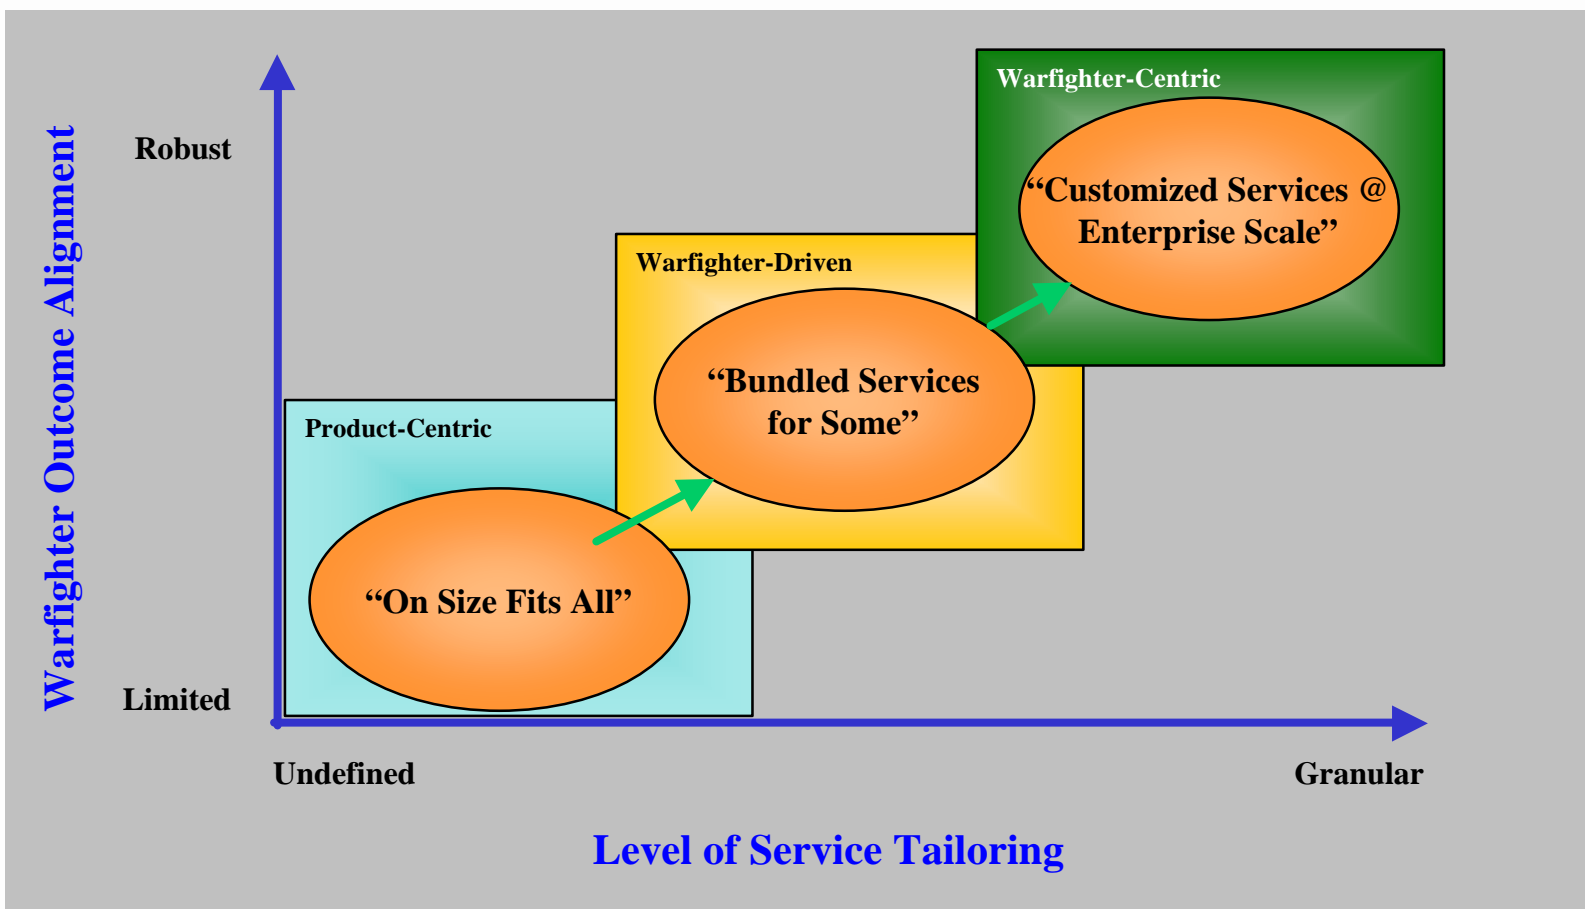 Warfighter Outcome Alignment
Robust
Limited
Warfighter-Centric
“Customized Services @
Enterprise Scale”
Warfighter-Driven
“Bundled Services
for Some”
Product-Centric
“On Size Fits All”
Undefined
Granular
Level of Service Tailoring